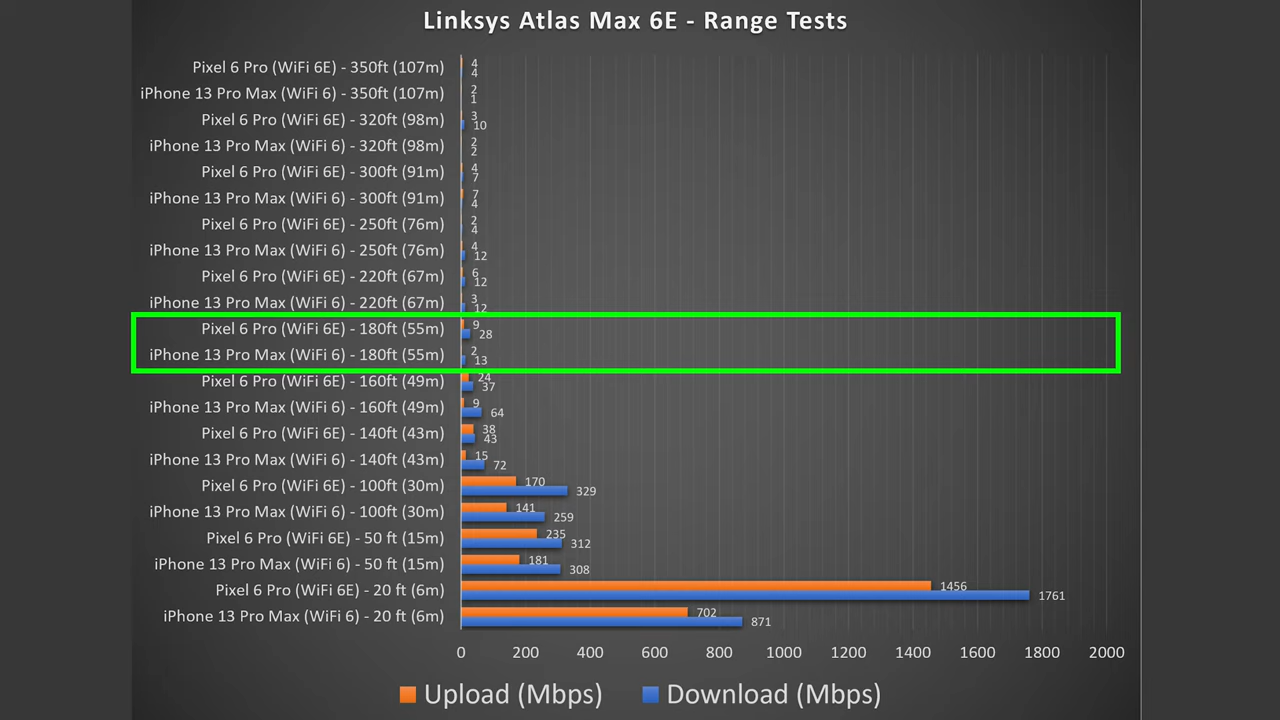 Linksys Atlas Max 6E - Range Tests
Pixel 6 Pro (WiFi 6E) - 350ft (107m) 4 4
iPhone 13 Pro Max (WiFi 6) - 350ft (107m) 2 1
Pixel 6 Pro (WiFi 6E) - 320ft (98m) 3 10
iPhone 13 Pro Max (WiFi 6) - 320ft (98m) 2 2
Pixel 6 Pro (WiFi 6E) - 300ft (91m) 4 7
iPhone 13 Pro Max (WiFi 6) - 300ft (91m) 7 4
Pixel 6 Pro (WiFi 6E) - 250ft (76m) 2 4
iPhone 13 Pro Max (WiFi 6) - 250ft (76m) 4 12
Pixel 6 Pro (WiFi 6E) - 220ft (67m) 6 12
iPhone 13 Pro Max (WiFi 6) - 220ft (67m) 3 12
Pixel 6 Pro (WiFi 6E) - 180ft (55m) 9 28
iPhone 13 Pro Max (WiFi 6) - 180ft (55m) 2 13
Pixel 6 Pro (WiFi 6E) - 160ft (49m) 24 37
iPhone 13 Pro Max (WiFi 6) - 160ft (49m) 9 64
Pixel 6 Pro (WiFi 6E) - 140ft (43m) 38 43
iPhone 13 Pro Max (WiFi 6) - 140ft (43m) 15 72
Pixel 6 Pro (WiFi 6E) - 100ft (30m) 170 329
iPhone 13 Pro Max (WiFi 6) - 100ft (30m) 141 259
Pixel 6 Pro (WiFi 6E) - 50 ft (15m) 235 312
iPhone 13 Pro Max (WiFi 6) - 50 ft (15m) 181 308
Pixel 6 Pro (WiFi 6E) - 20 ft (6m) 1456 1761
iPhone 13 Pro Max (WiFi 6) - 20 ft (6m) 702 871
0 200 400 600 800 1000 1200 1400 1600 1800 2000
Upload (Mbps) Download (Mbps)